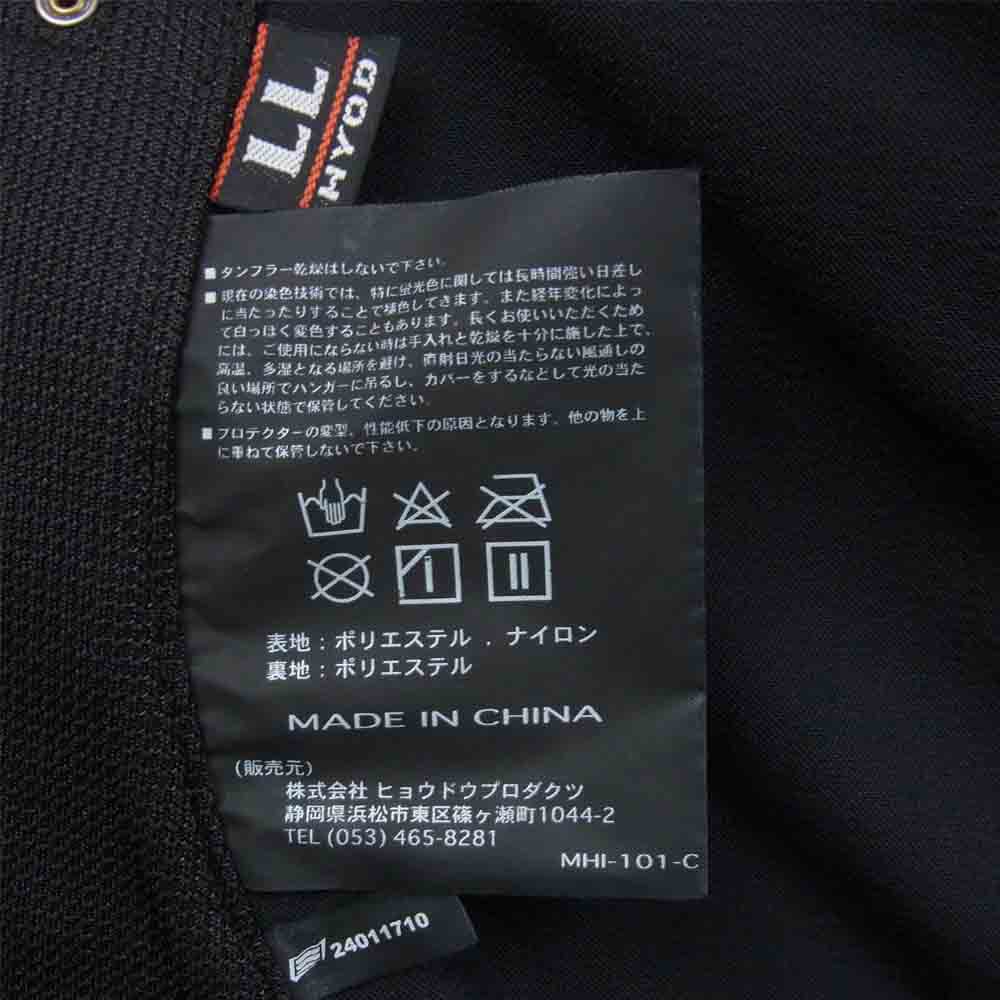 LL
HYOD
■ タンブラー乾燥はしないで下さい。
■ 現在の染色技術では、特に蛍光色に関しては長時間強い日差し
に当たったりすることで褪色してきます。また経年変化によっ
て白っぽく変色することもあります。長くお使いいただくため
には、ご使用にならない時は手入れと乾燥を十分に施した上で、
高温、多湿となる場所を避け、直射日光の当たらない風通しの
良い場所でハンガーに吊るし、カバーをするなどして光の当た
らない状態で保管してください。
■ プロテクターの変型、性能低下の原因となります。他の物を上
に重ねて保管しないで下さい。
表地：ポリエステル . ナイロン
裏地：ポリエステル
MADE IN CHINA
(販売元)
株式会社 ヒョウドウプロダクツ
静岡県浜松市東区篠ヶ瀬町1044-2
TEL (053) 465-8281
MHI-101-C
24011710